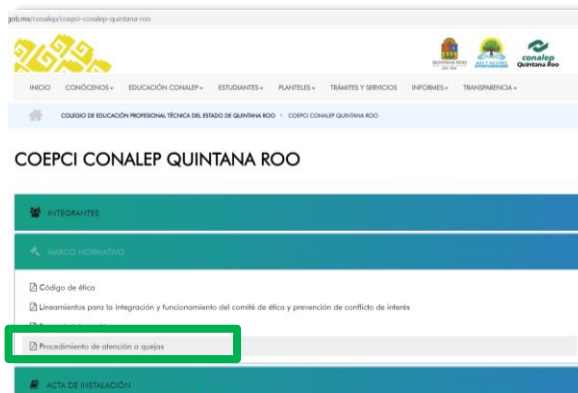 gob.mx/conalep/coepci-conalep-quintana-roo
QUINTANA ROO
conalep
Quintana Roo
INICIO CONÓCENOS EDUCACIÓN CONALEP ESTUDIANTES PLANTELES TRÁMITES Y SERVICIOS INFORMES TRANSPARENCIA
COLEGIO DE EDUCACIÓN PROFESIONAL TÉCNICA DEL ESTADO DE QUINTANA ROO COEPCI CONALEP QUINTANA ROO
COEPCI CONALEP QUINTANA ROO
INTEGRANTES
MARCO NORMATIVO
Código de ética
Lineamientos para la integración y funcionamiento del comité de ética y prevención de conflicto de interés
Procedimiento de atención a quejas
ACTA DE INSTALACIÓN